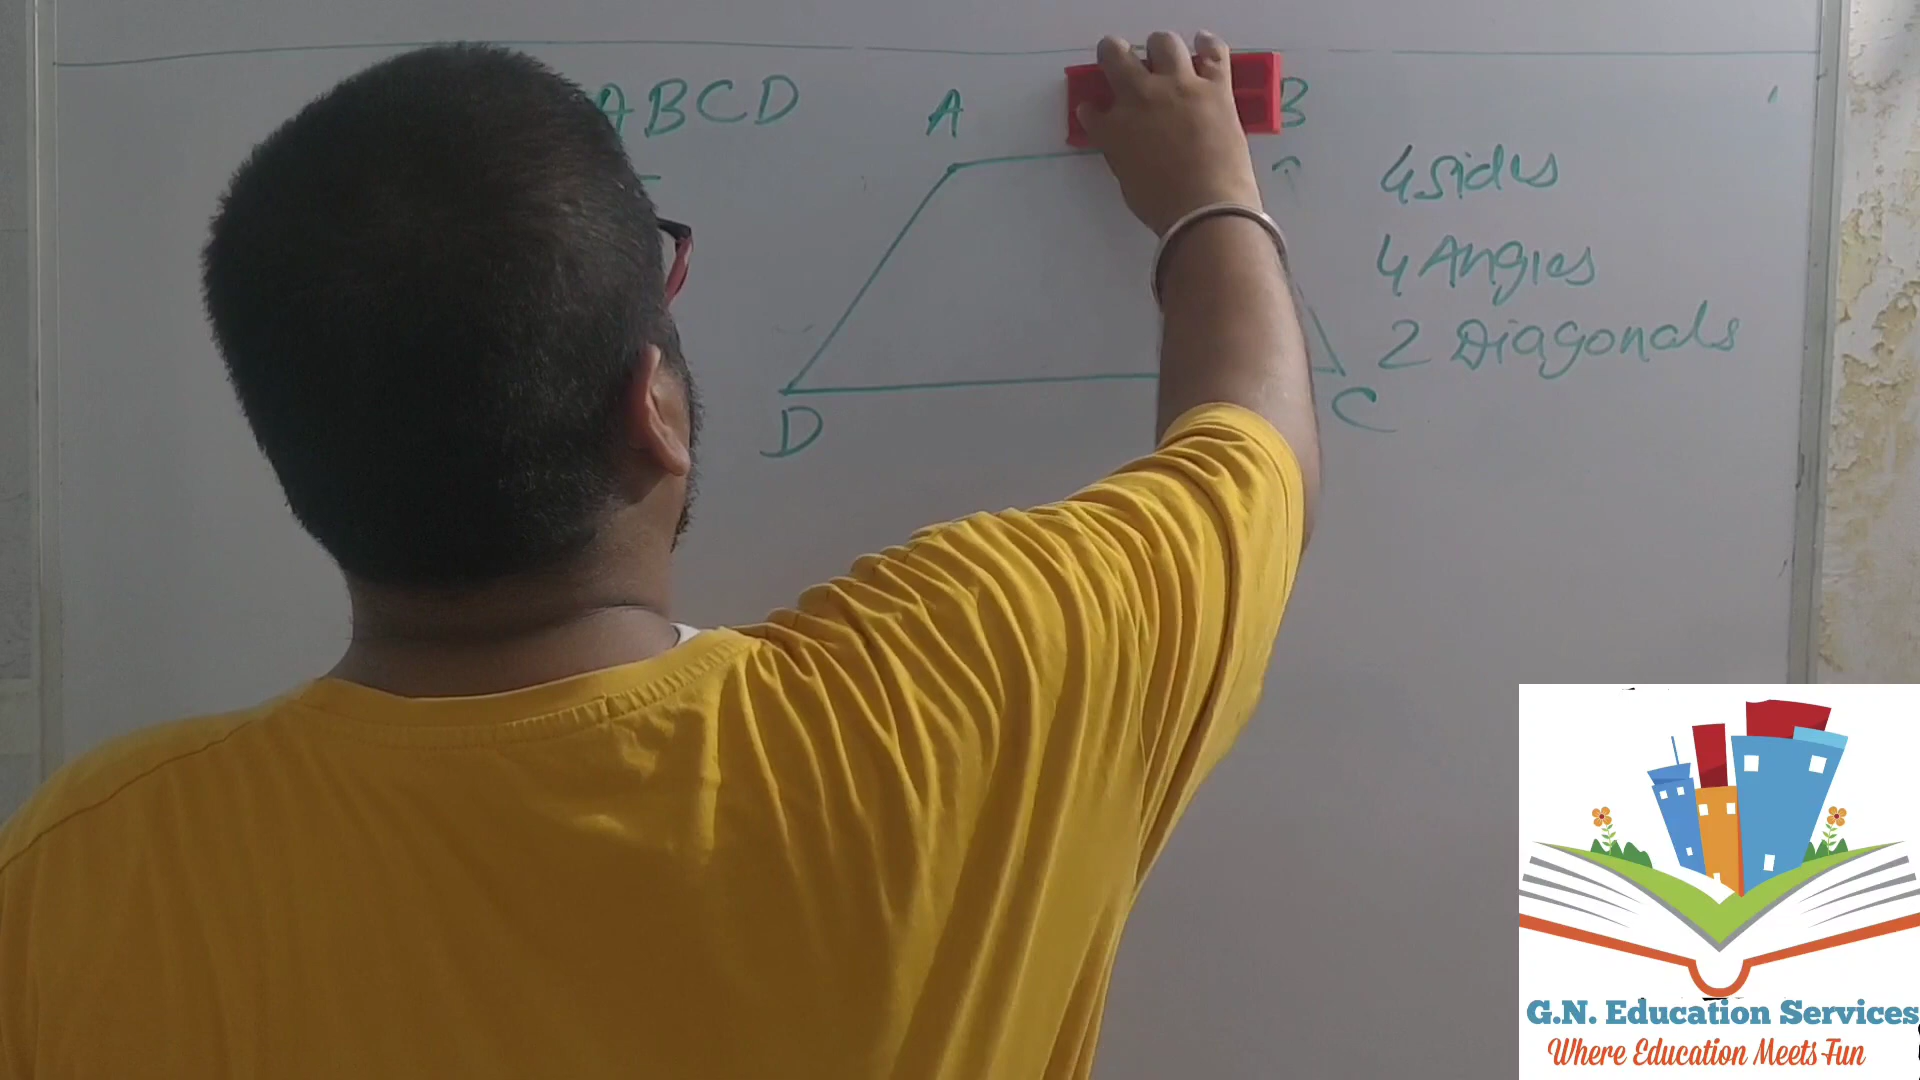 ABCD
A
B
4 Sides
4 Angles
2 Diagonals
D
C
G.N. Education Services
Where Education Meets Fun